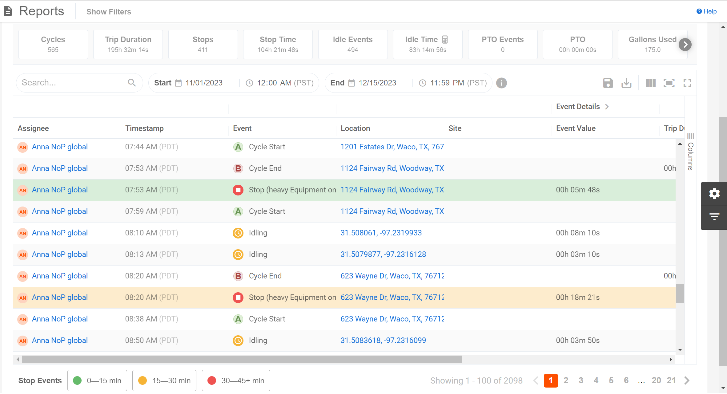 Reports Show Filters Help
Cycles Trip Duration Stops Stop Time Idle Events Idle Time PTO Events PTO Gallons Used
565 195h 32m 14s 411 104h 21m 48s 494 83h 14m 56s 0 00h 00m 00s 175.0
Search... Start 11/01/2023 12:00 AM (PST) End 12/15/2023 11:59 PM (PST)
Event Details
Assignee Timestamp Event Location Site Event Value Trip Du
Columns
AN Anna NoP global 07:44 AM (PDT) A Cycle Start 1201 Estates Dr, Waco, TX, 767
AN Anna NoP global 07:53 AM (PDT) B Cycle End 1124 Fairway Rd, Woodway, TX 00h
AN Anna NoP global 07:53 AM (PDT) Stop (heavy Equipment on 1124 Fairway Rd, Woodway, TX 00h 05m 48s
AN Anna NoP global 07:59 AM (PDT) A Cycle Start 1124 Fairway Rd, Woodway, TX
AN Anna NoP global 08:10 AM (PDT) Idling 31.508061, -97.2319933 00h 08m 10s
AN Anna NoP global 08:13 AM (PDT) Idling 31.5079877, -97.2316128 00h 03m 10s
AN Anna NoP global 08:20 AM (PDT) B Cycle End 623 Wayne Dr, Waco, TX, 76712 00h
AN Anna NoP global 08:20 AM (PDT) Stop (heavy Equipment on 623 Wayne Dr, Waco, TX, 76712 00h 18m 21s
AN Anna NoP global 08:38 AM (PDT) A Cycle Start 623 Wayne Dr, Waco, TX, 76712
AN Anna NoP global 08:50 AM (PDT) Idling 31.5083618, -97.2316099 00h 03m 50s
Stop Events 0—15 min 15—30 min 30—45+ min Showing 1 - 100 of 2098 1 2 3 4 5 6 ... 20 21